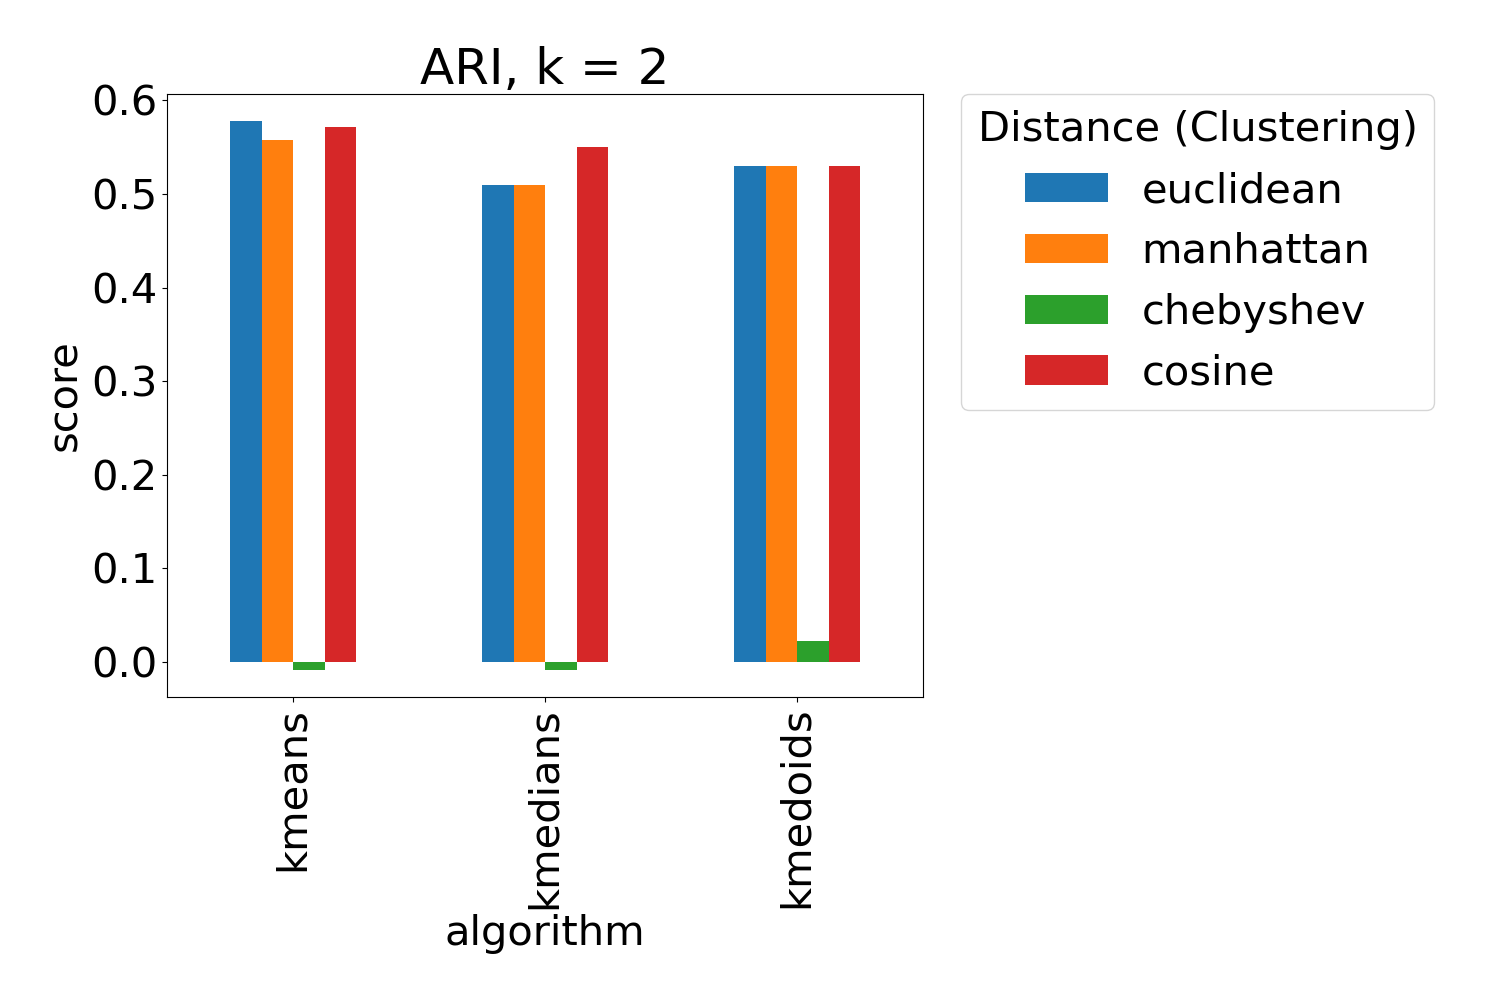 ARI, k = 2
0.6
0.5
0.4
0.3
0.2
0.1
0.0
score
kmeans
kmedians
kmedoids
algorithm
Distance (Clustering)
euclidean
manhattan
chebyshev
cosine